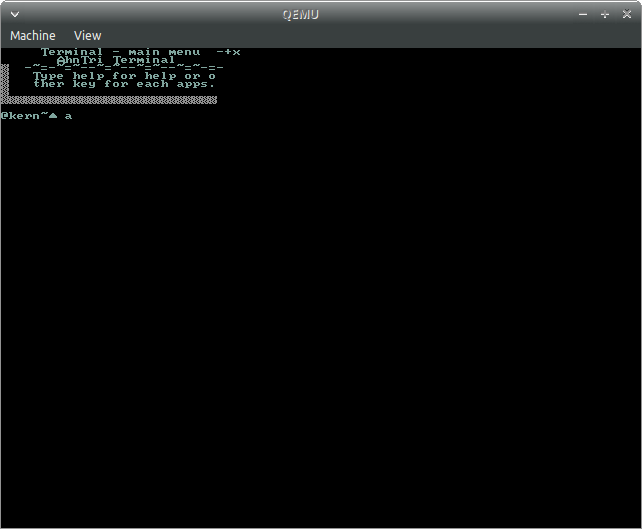 QEMU
Machine View
Terminal - main menu -+x
AhnTri Terminal
-~=--~=~--~=~--~=~--~=~-=-
Type help for help or o
ther key for each apps.
@kern~▲ a